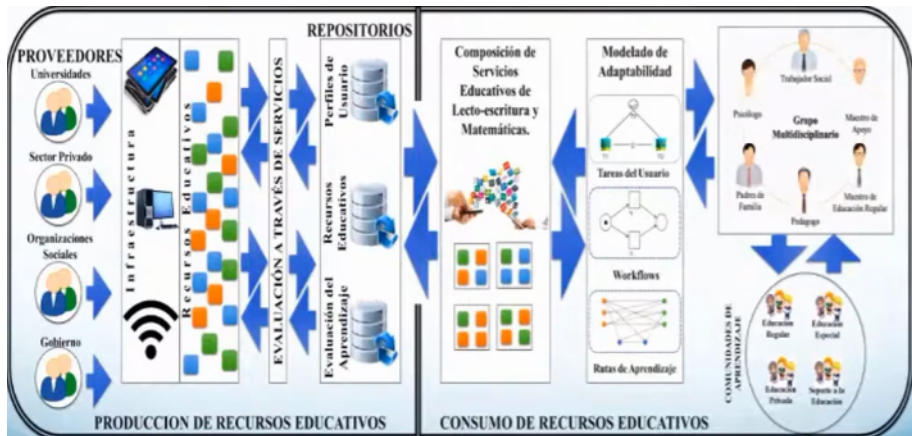 PROVEEDORES
Universidades
Sector Privado
Organizaciones
Sociales
Gobierno
Infraestructura
Recursos Educativos
EVALUACIÓN A TRAVÉS DE SERVICIOS
REPOSITORIOS
Perfiles de
Usuario
Recursos
Educativos
Evaluación del
Aprendizaje
PRODUCCION DE RECURSOS EDUCATIVOS
Composición de
Servicios
Educativos de
Lecto-escritura y
Matemáticas.
Modelado de
Adaptabilidad
Tareas del Usuario
Workflows
Rutas de Aprendizaje
Trabajador Social
Psicólogo
Maestro de
Apoyo
Grupo
Multidisciplinario
Padres de
Familia
Pedagogo
Maestro de
Educación Regular
COMUNIDADES DE
APRENDIZAJE
Educación
Regular
Educación
Especial
Educación
Privada
Soporte a la
Educación
CONSUMO DE RECURSOS EDUCATIVOS